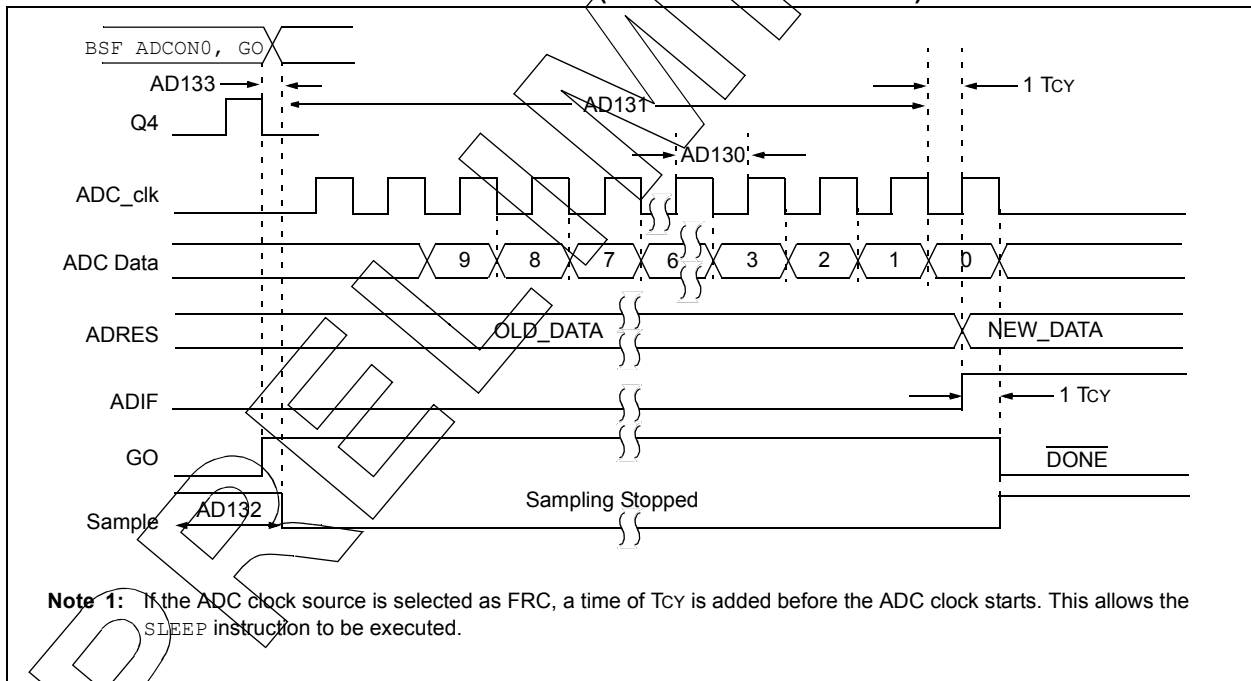 BSF ADCON0, GO
AD133
1 TCY
AD131
Q4
AD130
ADC_clk
ADC Data 9 8 7 6 3 2 1 0
ADRES OLD_DATA NEW_DATA
ADIF 1 TCY
GO DONE
Sample AD132 Sampling Stopped
Note 1: If the ADC clock source is selected as FRC, a time of TCY is added before the ADC clock starts. This allows the
SLEEP instruction to be executed.